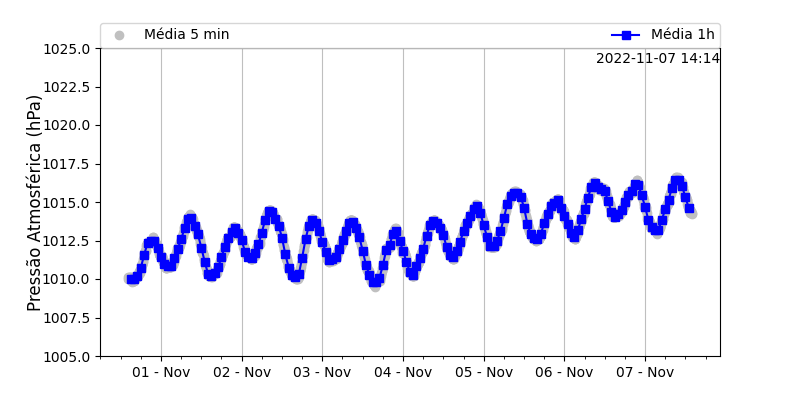 Média 5 min
Média 1h
2022-11-07 14:14
Pressão Atmosférica (hPa)
1025.0
1022.5
1020.0
1017.5
1015.0
1012.5
1010.0
1007.5
1005.0
01 - Nov
02 - Nov
03 - Nov
04 - Nov
05 - Nov
06 - Nov
07 - Nov